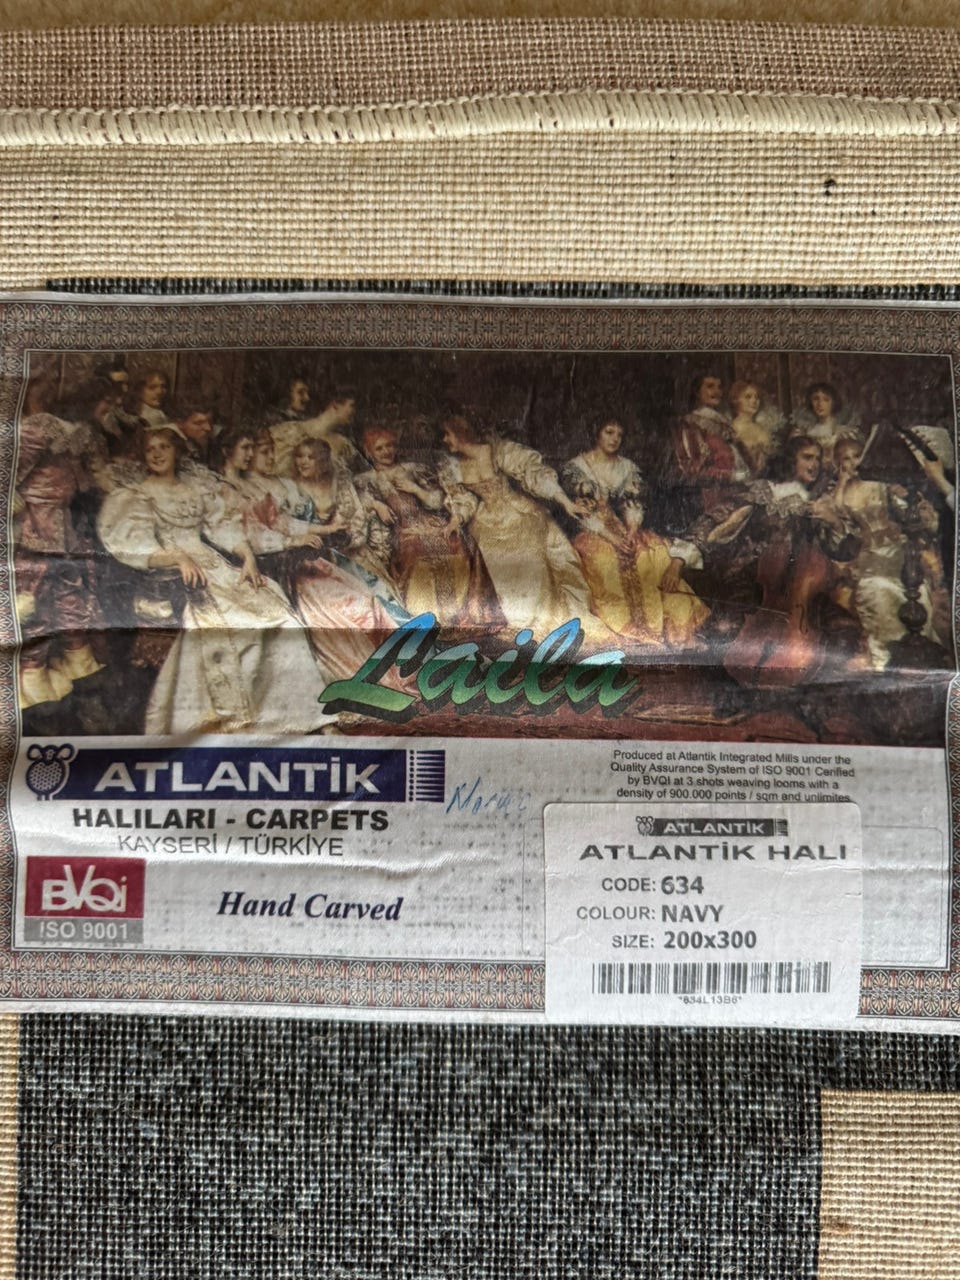 Laila
ATLANTİK
HALILARI - CARPETS
KAYSERİ / TÜRKİYE
BVQi
ISO 9001
Hand Carved
Produced at Atlantik Integrated Mills under the
Quality Assurance System of ISO 9001 Cerified
by BVQI at 3 shots weaving looms with a
density of 900.000 points / sqm and unlimites
ATLANTİK
ATLANTİK HALI
CODE: 634
COLOUR: NAVY
SIZE: 200x300
*634L13B6*